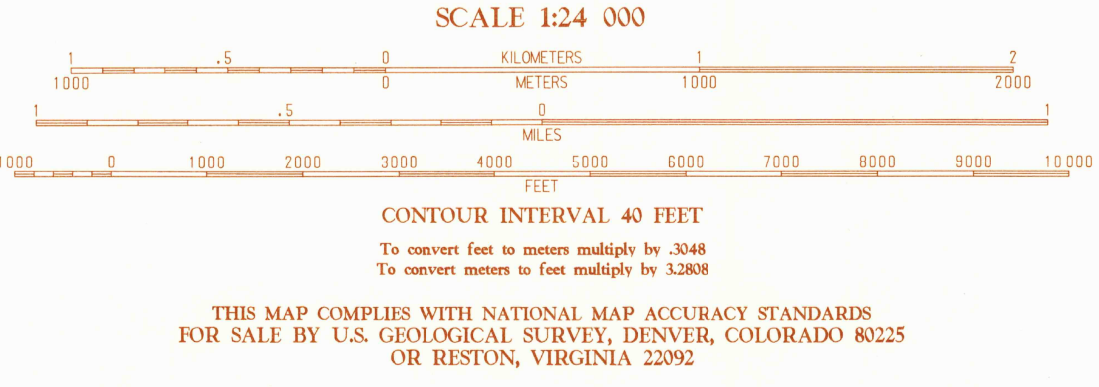 SCALE 1:24 000
1 .5 0 KILOMETERS 1 2
1000 0 METERS 1000 2000
1 .5 0 1
MILES
1000 0 1000 2000 3000 4000 5000 6000 7000 8000 9000 10 000
FEET
CONTOUR INTERVAL 40 FEET
To convert feet to meters multiply by .3048
To convert meters to feet multiply by 3.2808
THIS MAP COMPLIES WITH NATIONAL MAP ACCURACY STANDARDS
FOR SALE BY U.S. GEOLOGICAL SURVEY, DENVER, COLORADO 80225
OR RESTON, VIRGINIA 22092